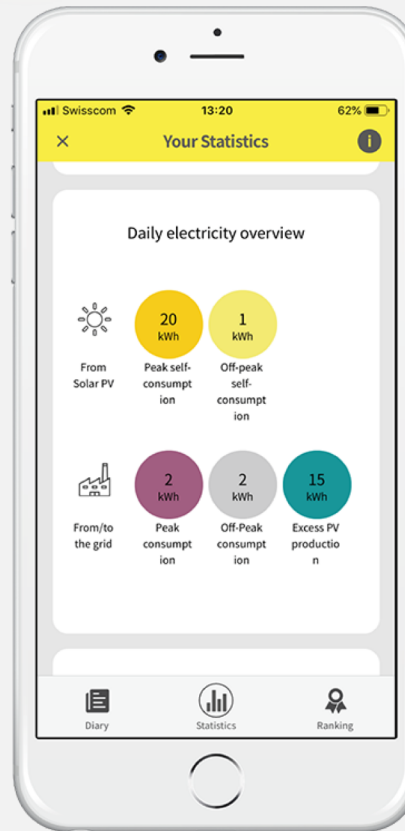 Swisscom 13:20 62%
× Your Statistics i
Daily electricity overview
20 1
kWh kWh
From Peak self- Off-peak
Solar PV consumpt self-
ion consumpt
ion
2 2 15
kWh kWh kWh
From/to Peak Off-Peak Excess PV
the grid consumpt consumpt productio
ion ion n
Diary Statistics Ranking